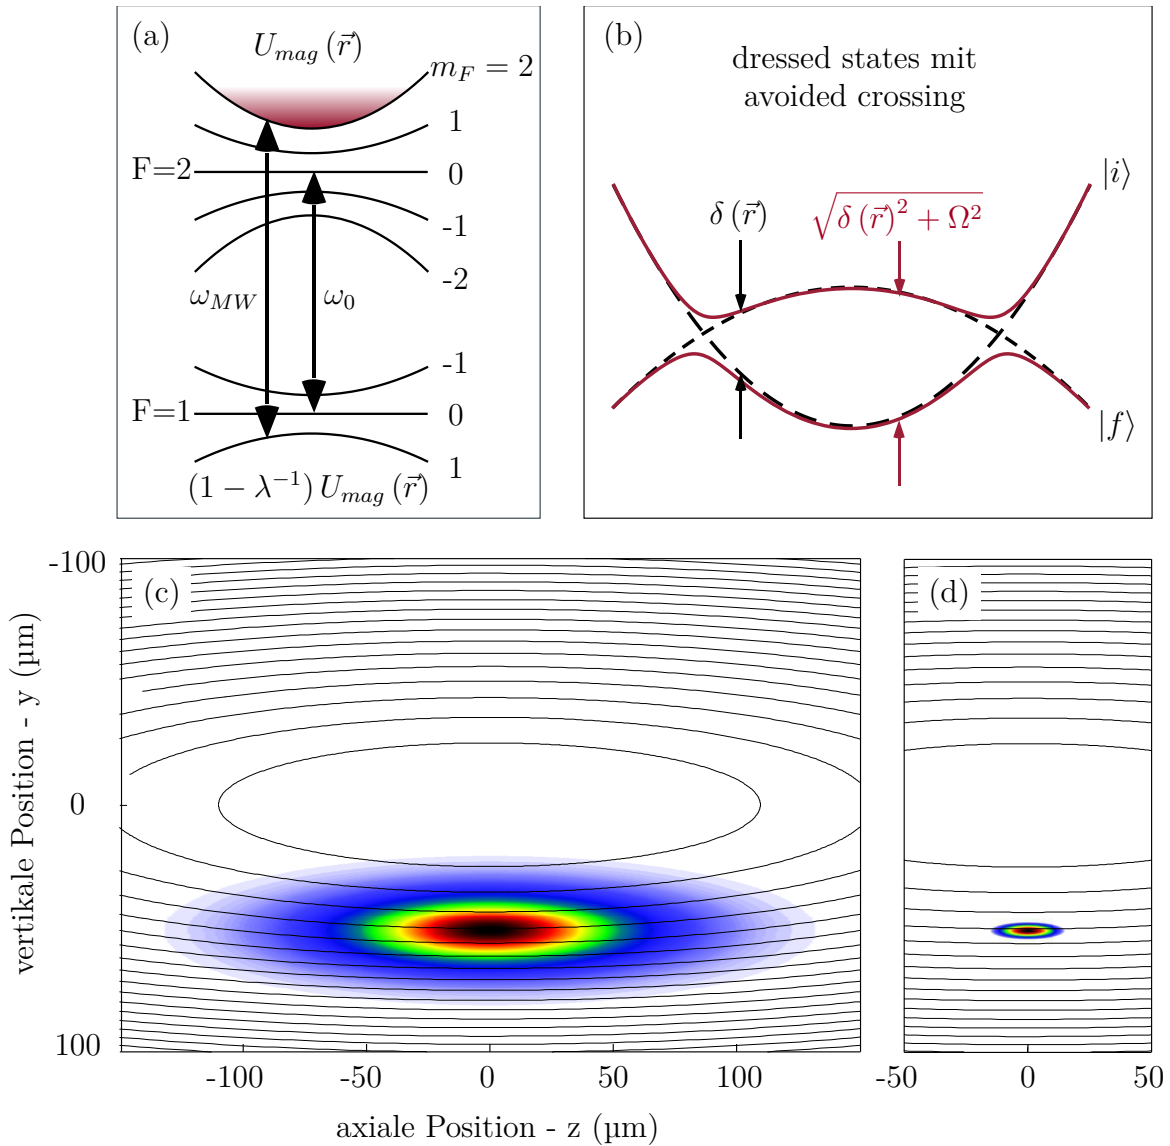 (a)
U_mag (r⃗)
m_F = 2
1
F=2
0
-1
-2
ω_MW
ω_0
-1
F=1
0
1
(1 − λ⁻¹) U_mag (r⃗)
(b)
dressed states mit
avoided crossing
|i⟩
δ (r⃗)
√(δ (r⃗)² + Ω²)
|f⟩
(c)
-100
0
100
vertikale Position - y (µm)
-100
-50
0
50
100
axiale Position - z (µm)
(d)
-50
0
50